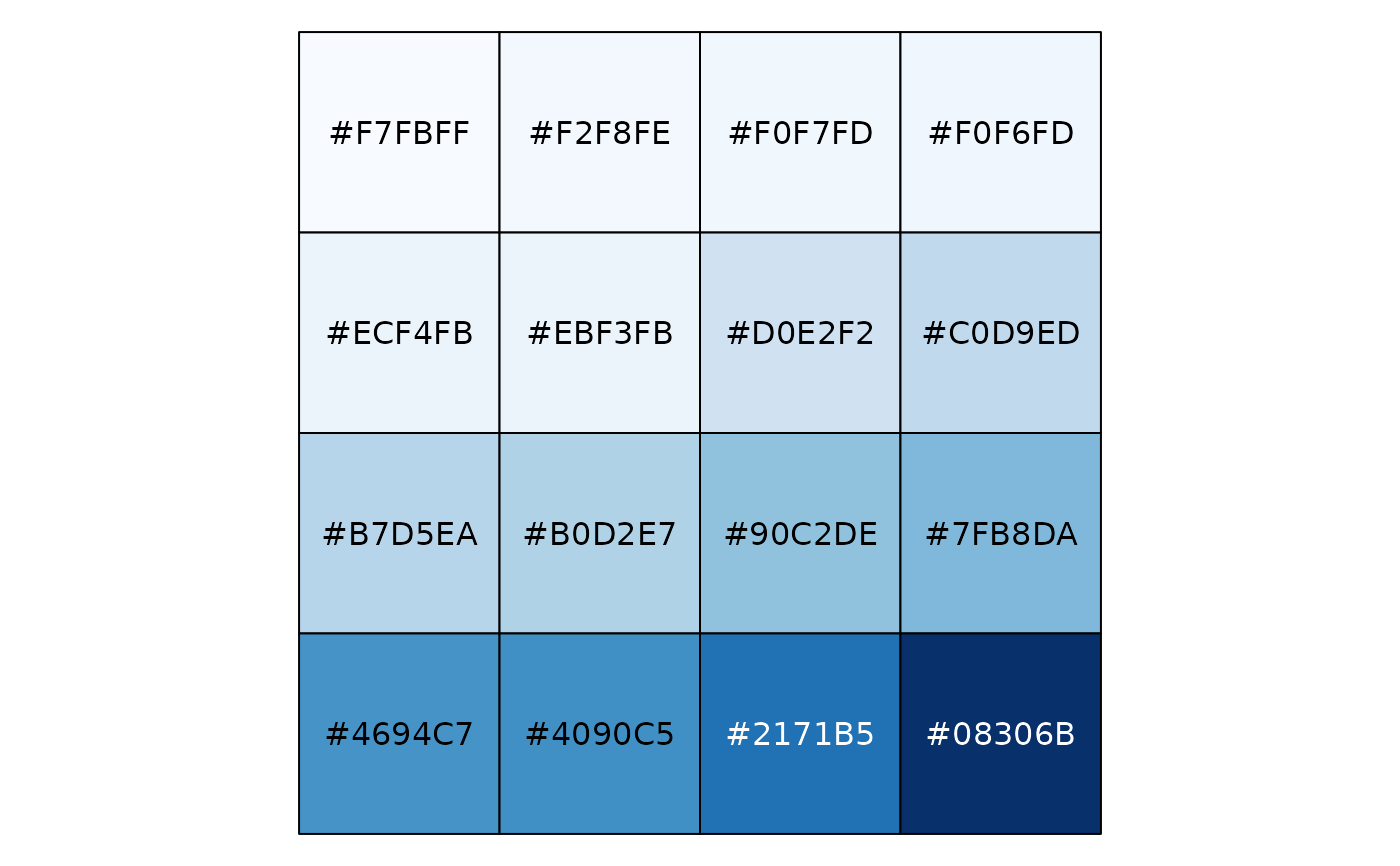 #F7FBFF #F2F8FE #F0F7FD #F0F6FD
#ECF4FB #EBF3FB #D0E2F2 #C0D9ED
#B7D5EA #B0D2E7 #90C2DE #7FB8DA
#4694C7 #4090C5 #2171B5 #08306B